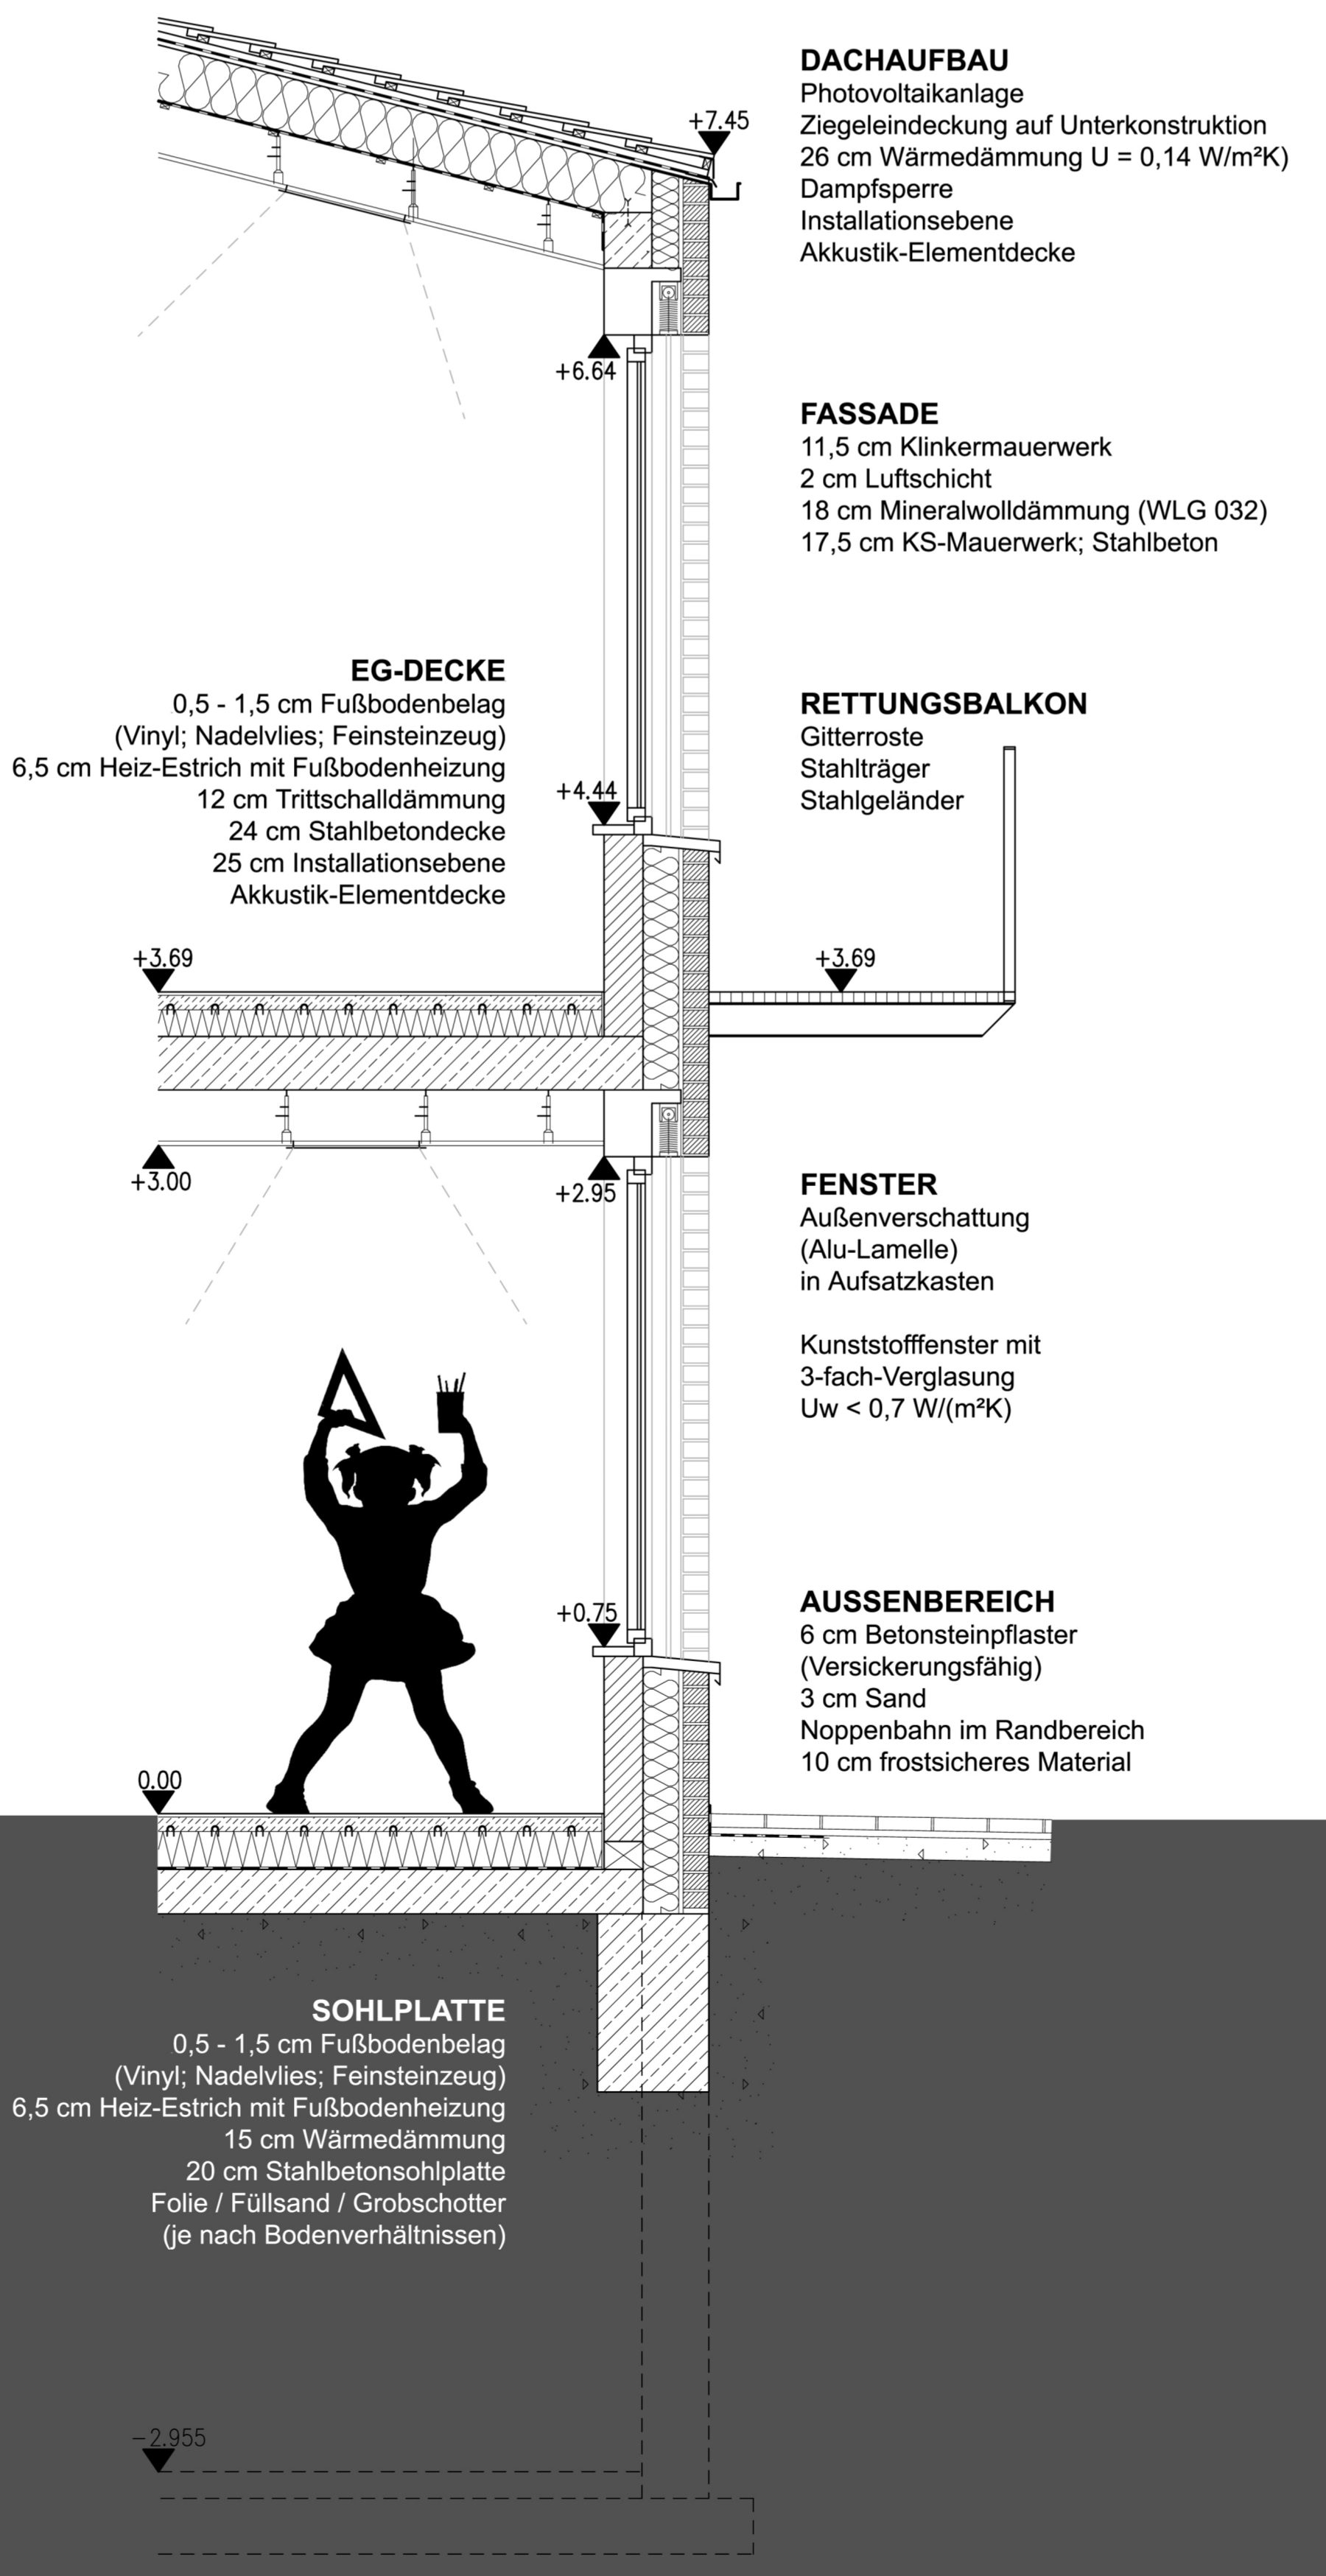 DACHAUFBAU
Photovoltaikanlage
Ziegeleindeckung auf Unterkonstruktion
26 cm Wärmedämmung U = 0,14 W/m²K)
Dampfsperre
Installationsebene
Akkustik-Elementdecke
+7.45
+6.64
FASSADE
11,5 cm Klinkermauerwerk
2 cm Luftschicht
18 cm Mineralwolldämmung (WLG 032)
17,5 cm KS-Mauerwerk; Stahlbeton
EG-DECKE
0,5 - 1,5 cm Fußbodenbelag
(Vinyl; Nadelvlies; Feinsteinzeug)
6,5 cm Heiz-Estrich mit Fußbodenheizung
12 cm Trittschalldämmung
24 cm Stahlbetondecke
25 cm Installationsebene
Akkustik-Elementdecke
+4.44
RETTUNGSBALKON
Gitterroste
Stahlträger
Stahlgeländer
+3.69
+3.69
+3.00
+2.95
FENSTER
Außenverschattung
(Alu-Lamelle)
in Aufsatzkasten
Kunststofffenster mit
3-fach-Verglasung
Uw < 0,7 W/(m²K)
+0.75
AUSSENBEREICH
6 cm Betonsteinpflaster
(Versickerungsfähig)
3 cm Sand
Noppenbahn im Randbereich
10 cm frostsicheres Material
0.00
SOHLPLATTE
0,5 - 1,5 cm Fußbodenbelag
(Vinyl; Nadelvlies; Feinsteinzeug)
6,5 cm Heiz-Estrich mit Fußbodenheizung
15 cm Wärmedämmung
20 cm Stahlbetonsohlplatte
Folie / Füllsand / Grobschotter
(je nach Bodenverhältnissen)
-2.955